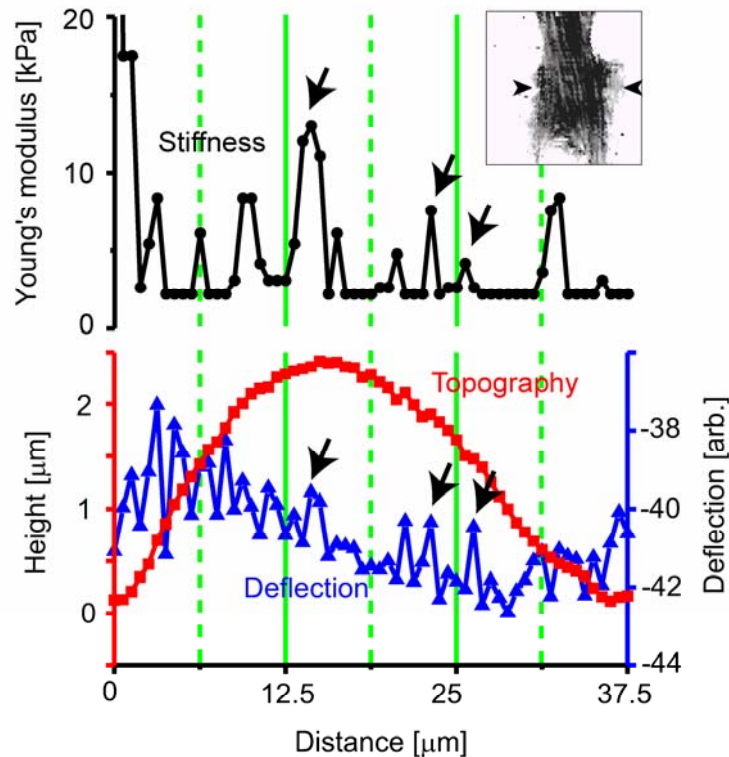 Young's modulus [kPa]
20
10
0
Stiffness
Height [μm]
2
1
0
Topography
Deflection
Deflection [arb.]
-38
-40
-42
-44
0
12.5
25
37.5
Distance [μm]